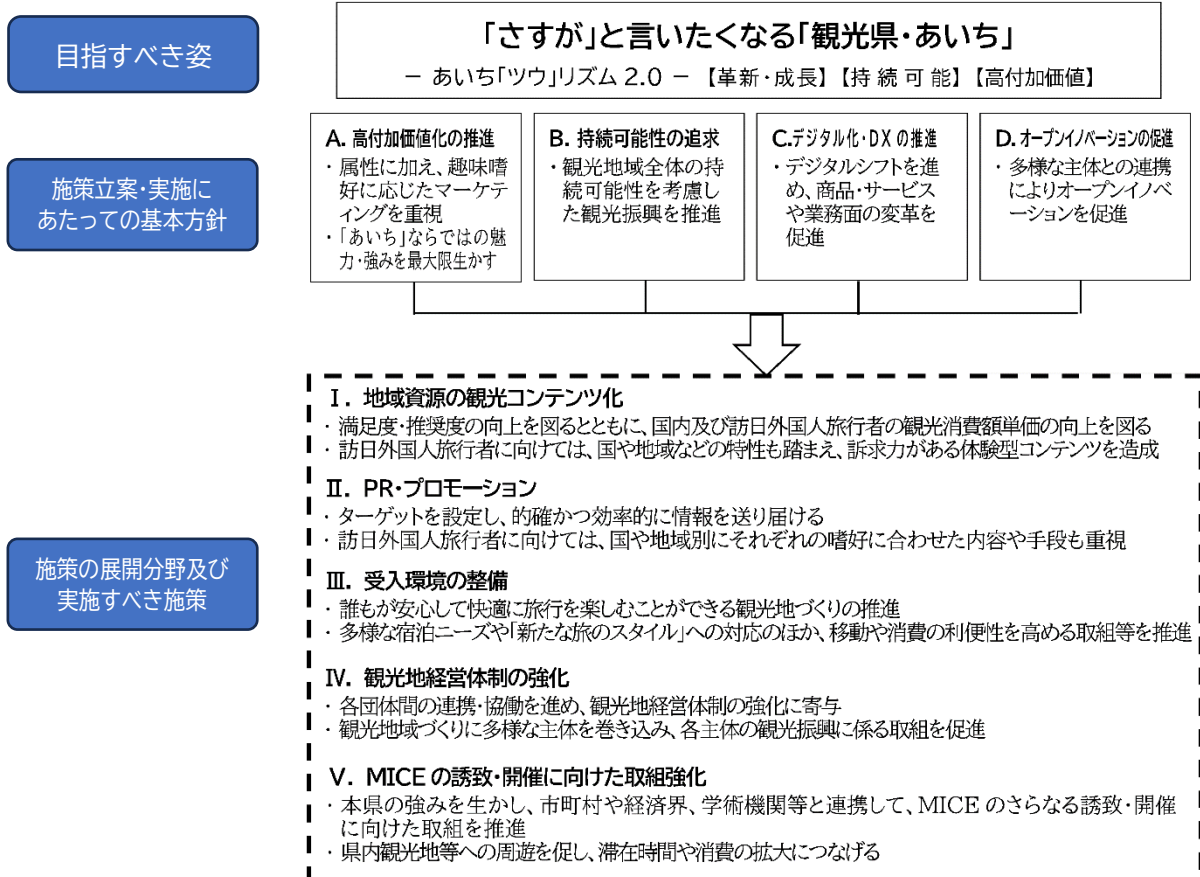 目指すべき姿
「さすが」と言いたくなる「観光県・あいち」
－ あいち「ツウ」リズム 2.0 － 【革新・成長】【持続可能】【高付加価値】
施策立案・実施に
あたっての基本方針
A. 高付加価値化の推進
・属性に加え、趣味嗜
好に応じたマーケテ
ィングを重視
・「あいち」ならではの魅
力・強みを最大限生かす
B. 持続可能性の追求
・観光地域全体の持
続可能性を考慮し
た観光振興を推進
C.デジタル化・DX の推進
・デジタルシフトを進
め、商品・サービス
や業務面の変革を
促進
D. オープンイノベーションの促進
・多様な主体との連携
によりオープンイノベ
ーションを促進
施策の展開分野及び
実施すべき施策
Ⅰ. 地域資源の観光コンテンツ化
・満足度・推奨度の向上を図るとともに、国内及び訪日外国人旅行者の観光消費額単価の向上を図る
・訪日外国人旅行者に向けては、国や地域などの特性も踏まえ、訴求力がある体験型コンテンツを造成
Ⅱ. PR・プロモーション
・ターゲットを設定し、的確かつ効率的に情報を送り届ける
・訪日外国人旅行者に向けては、国や地域別にそれぞれの嗜好に合わせた内容や手段も重視
Ⅲ. 受入環境の整備
・誰もが安心して快適に旅行を楽しむことができる観光地づくりの推進
・多様な宿泊ニーズや「新たな旅のスタイル」への対応のほか、移動や消費の利便性を高める取組等を推進
Ⅳ. 観光地経営体制の強化
・各団体間の連携・協働を進め、観光地経営体制の強化に寄与
・観光地域づくりに多様な主体を巻き込み、各主体の観光振興に係る取組を促進
Ⅴ. MICE の誘致・開催に向けた取組強化
・本県の強みを生かし、市町村や経済界、学術機関等と連携して、MICE のさらなる誘致・開催
に向けた取組を推進
・県内観光地等への周遊を促し、滞在時間や消費の拡大につなげる